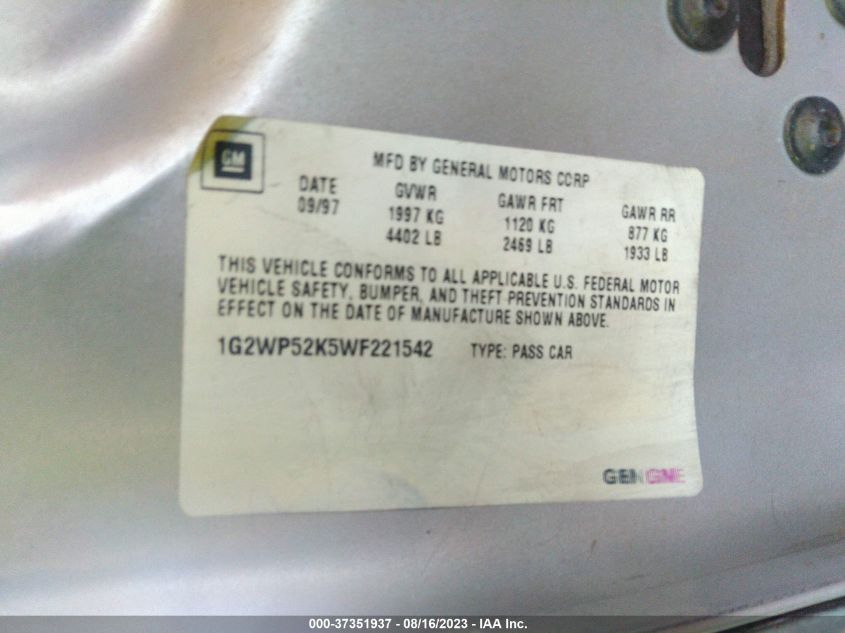 GM
MFD BY GENERAL MOTORS CORP
DATE GVWR GAWR FRT GAWR RR
09/97 1997 KG 1120 KG 877 KG
4402 LB 2469 LB 1933 LB
THIS VEHICLE CONFORMS TO ALL APPLICABLE U.S. FEDERAL MOTOR
VEHICLE SAFETY, BUMPER, AND THEFT PREVENTION STANDARDS IN
EFFECT ON THE DATE OF MANUFACTURE SHOWN ABOVE.
1G2WP52K5WF221542 TYPE: PASS CAR
000-37351937 - 08/16/2023 - IAA Inc.